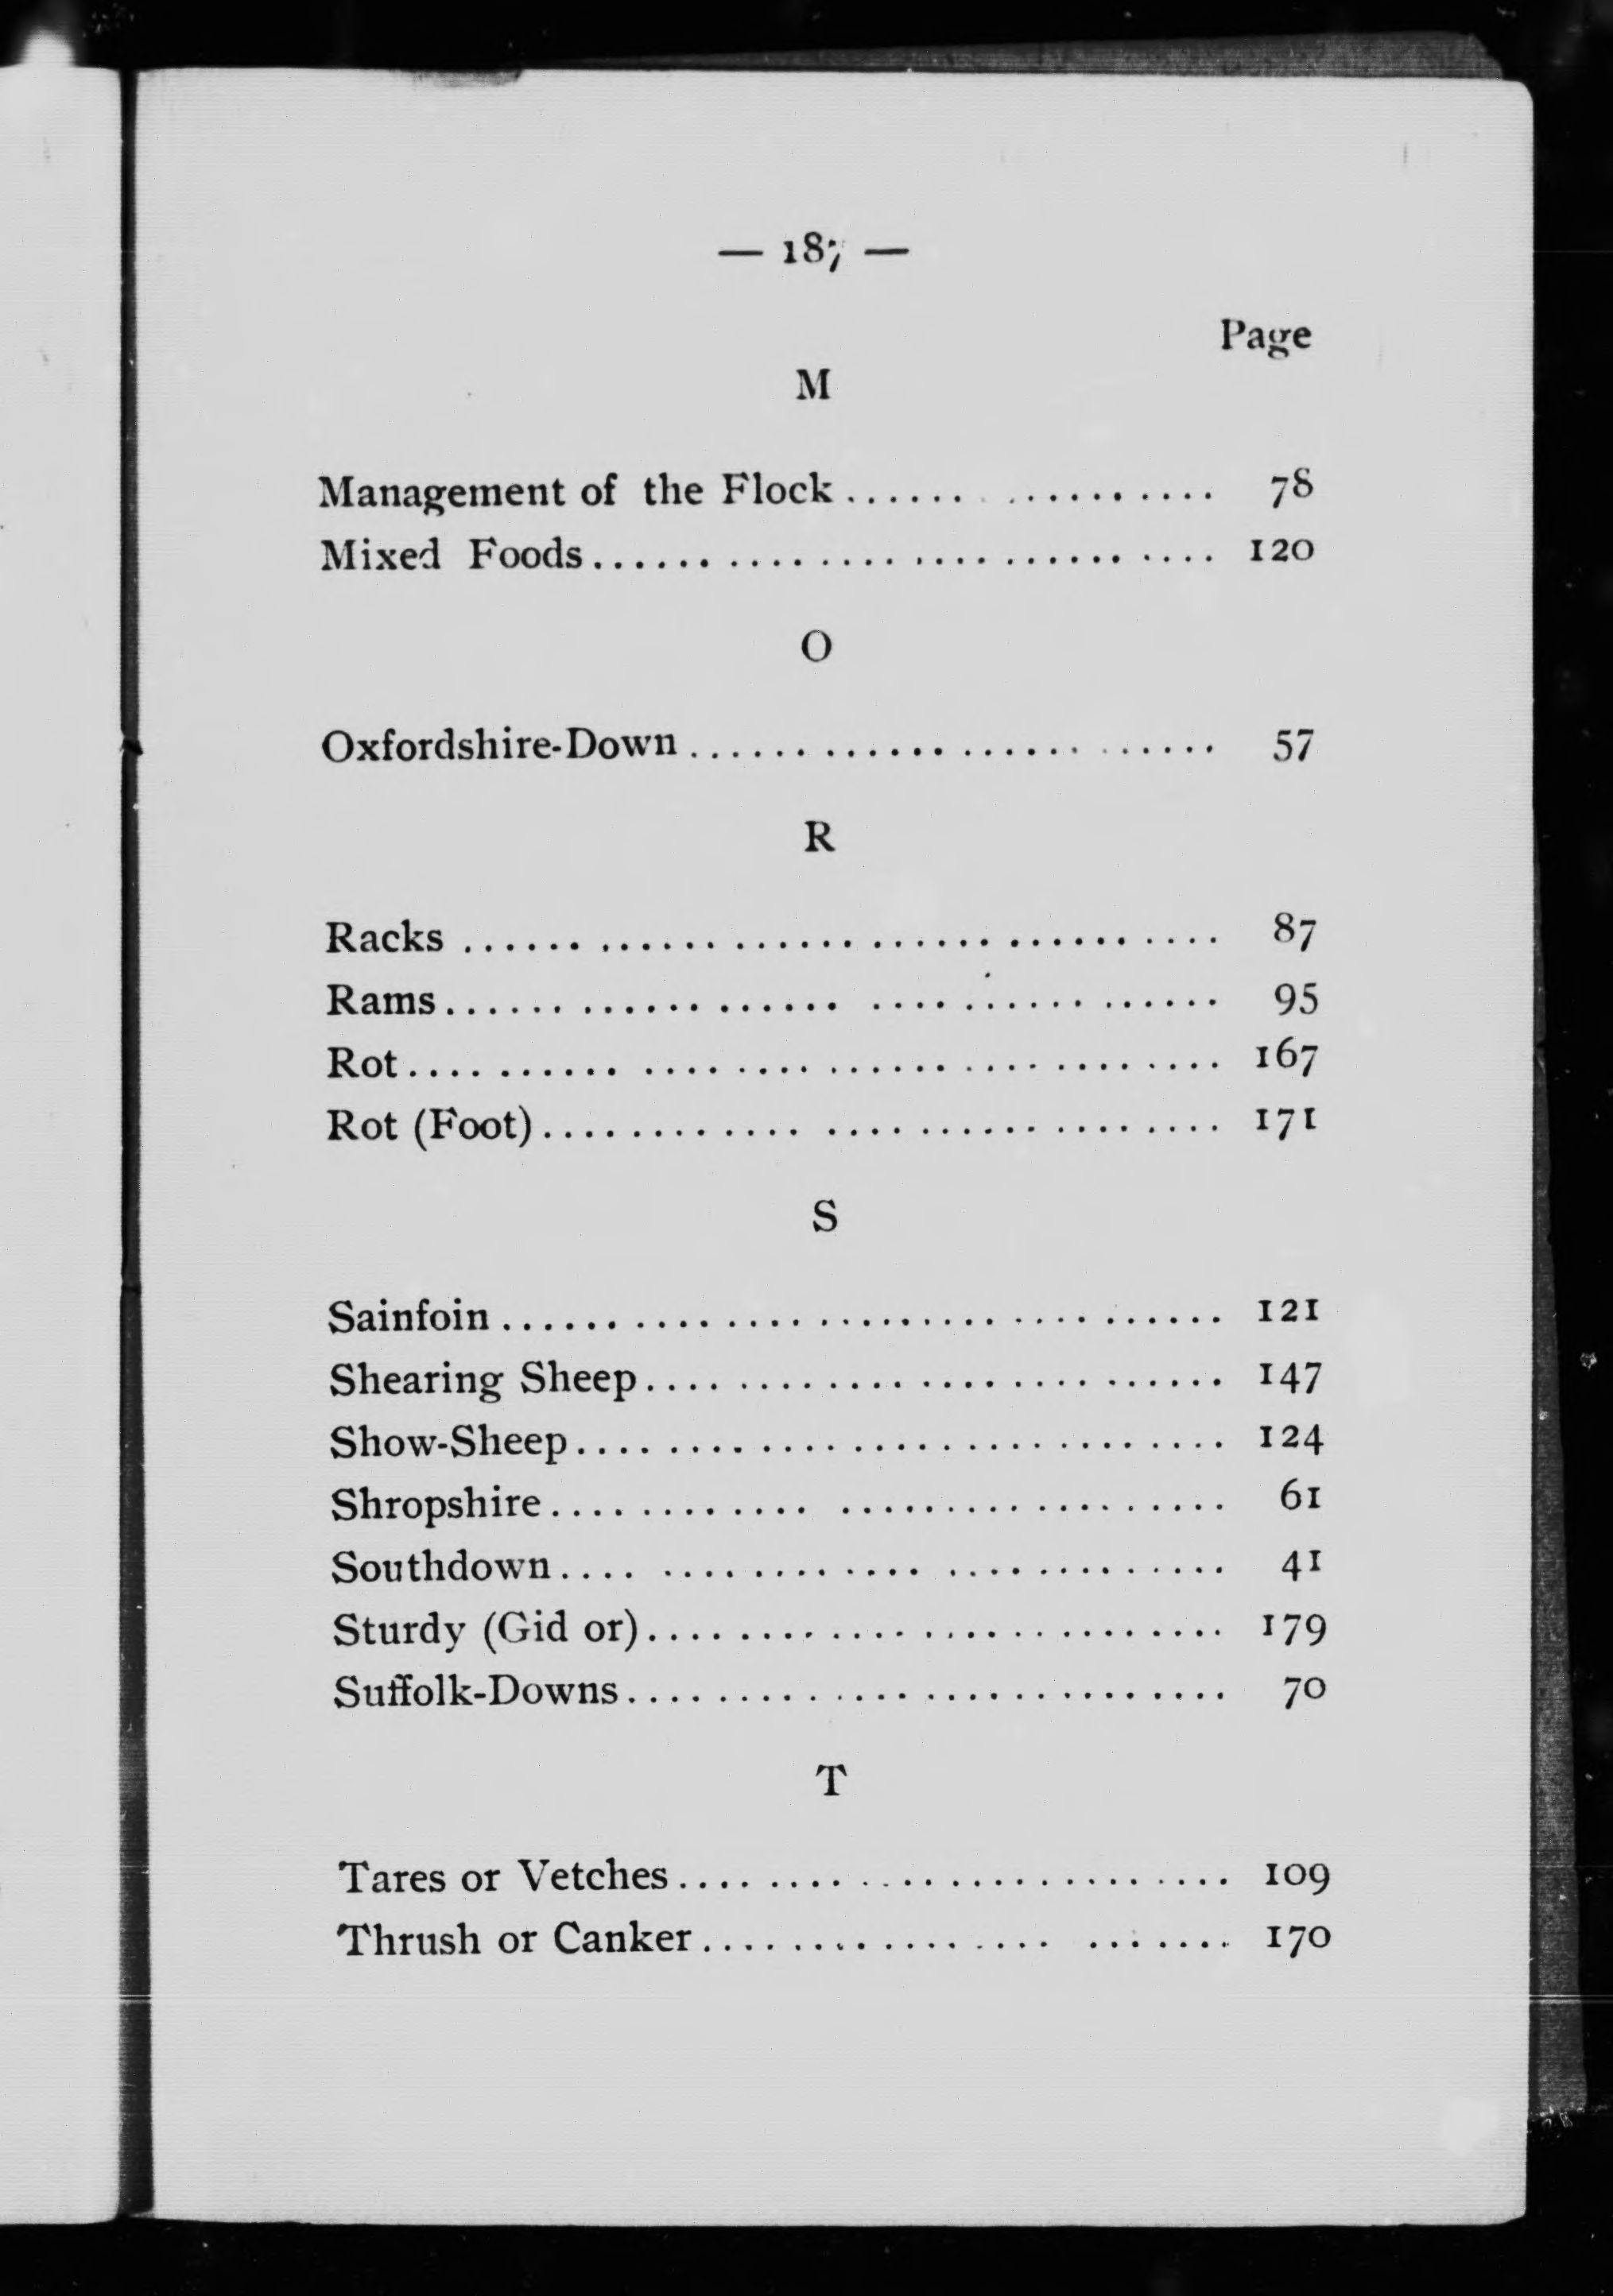 — 187 —
Page
M
Management of the Flock...... ......... 78
Mixed Foods.............................. 120
O
Oxfordshire-Down.......................... 57
R
Racks .................................... 87
Rams................... .................. 95
Rot.......... ............................ 167
Rot (Foot)............ .................. 171
S
Sainfoin.................................. 121
Shearing Sheep............................ 147
Show-Sheep................................ 124
Shropshire............ .................. 61
Southdown.... ......... ................ 41
Sturdy (Gid or)........................... 179
Suffolk-Downs............................. 70
T
Tares or Vetches.......................... 109
Thrush or Canker................ ....... 170